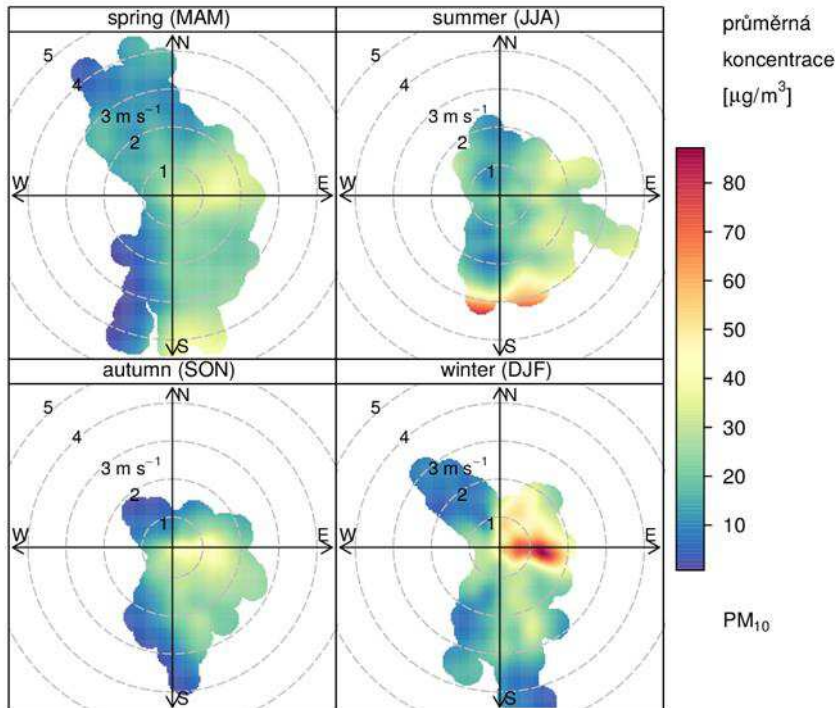 spring (MAM)
5
4
3 m s⁻¹
2
1
N
W
E
S
summer (JJA)
5
4
3 m s⁻¹
2
1
N
W
E
S
autumn (SON)
5
4
3 m s⁻¹
2
1
N
W
E
S
winter (DJF)
5
4
3 m s⁻¹
2
1
N
W
E
S
průměrná
koncentrace
[µg/m³]
80
70
60
50
40
30
20
10
PM₁₀